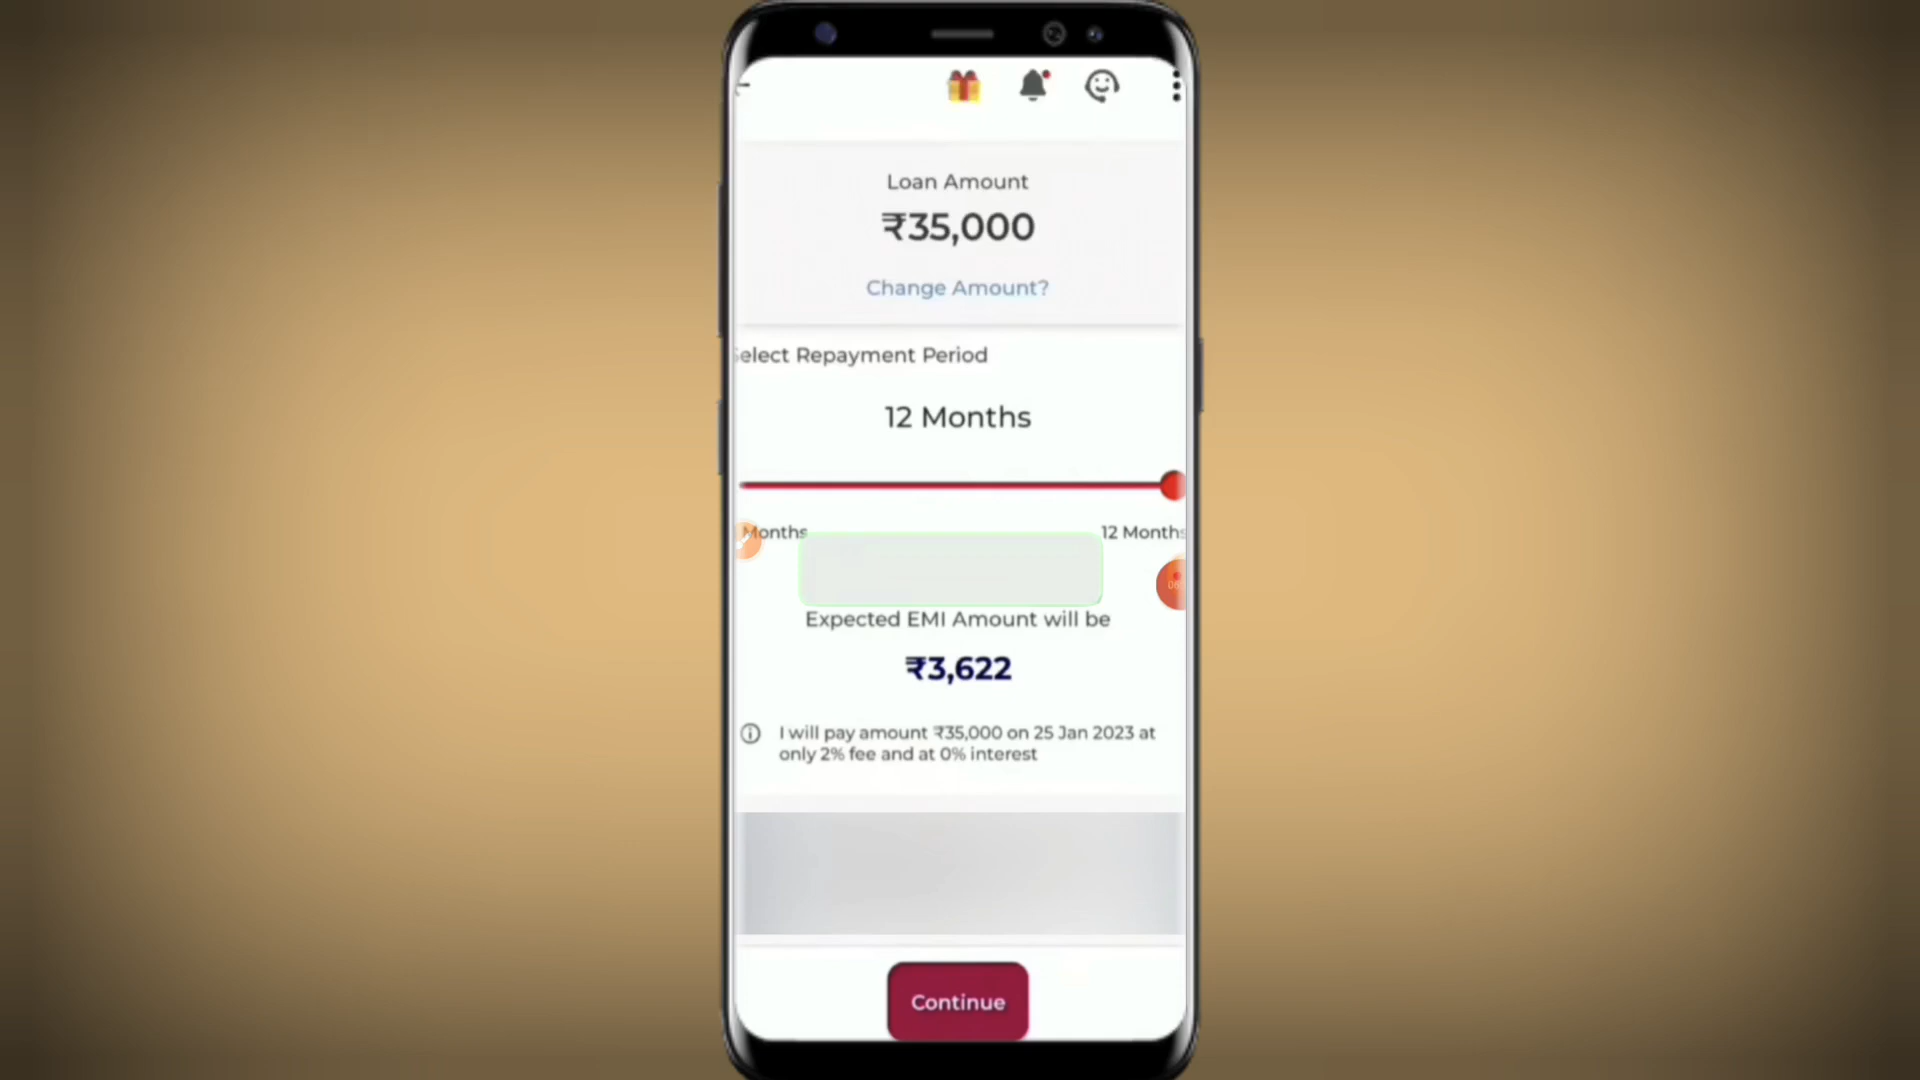 Loan Amount
₹35,000
Change Amount?
Select Repayment Period
12 Months
Months
12 Months
Expected EMI Amount will be
₹3,622
I will pay amount ₹35,000 on 25 Jan 2023 at
only 2% fee and at 0% interest
Continue